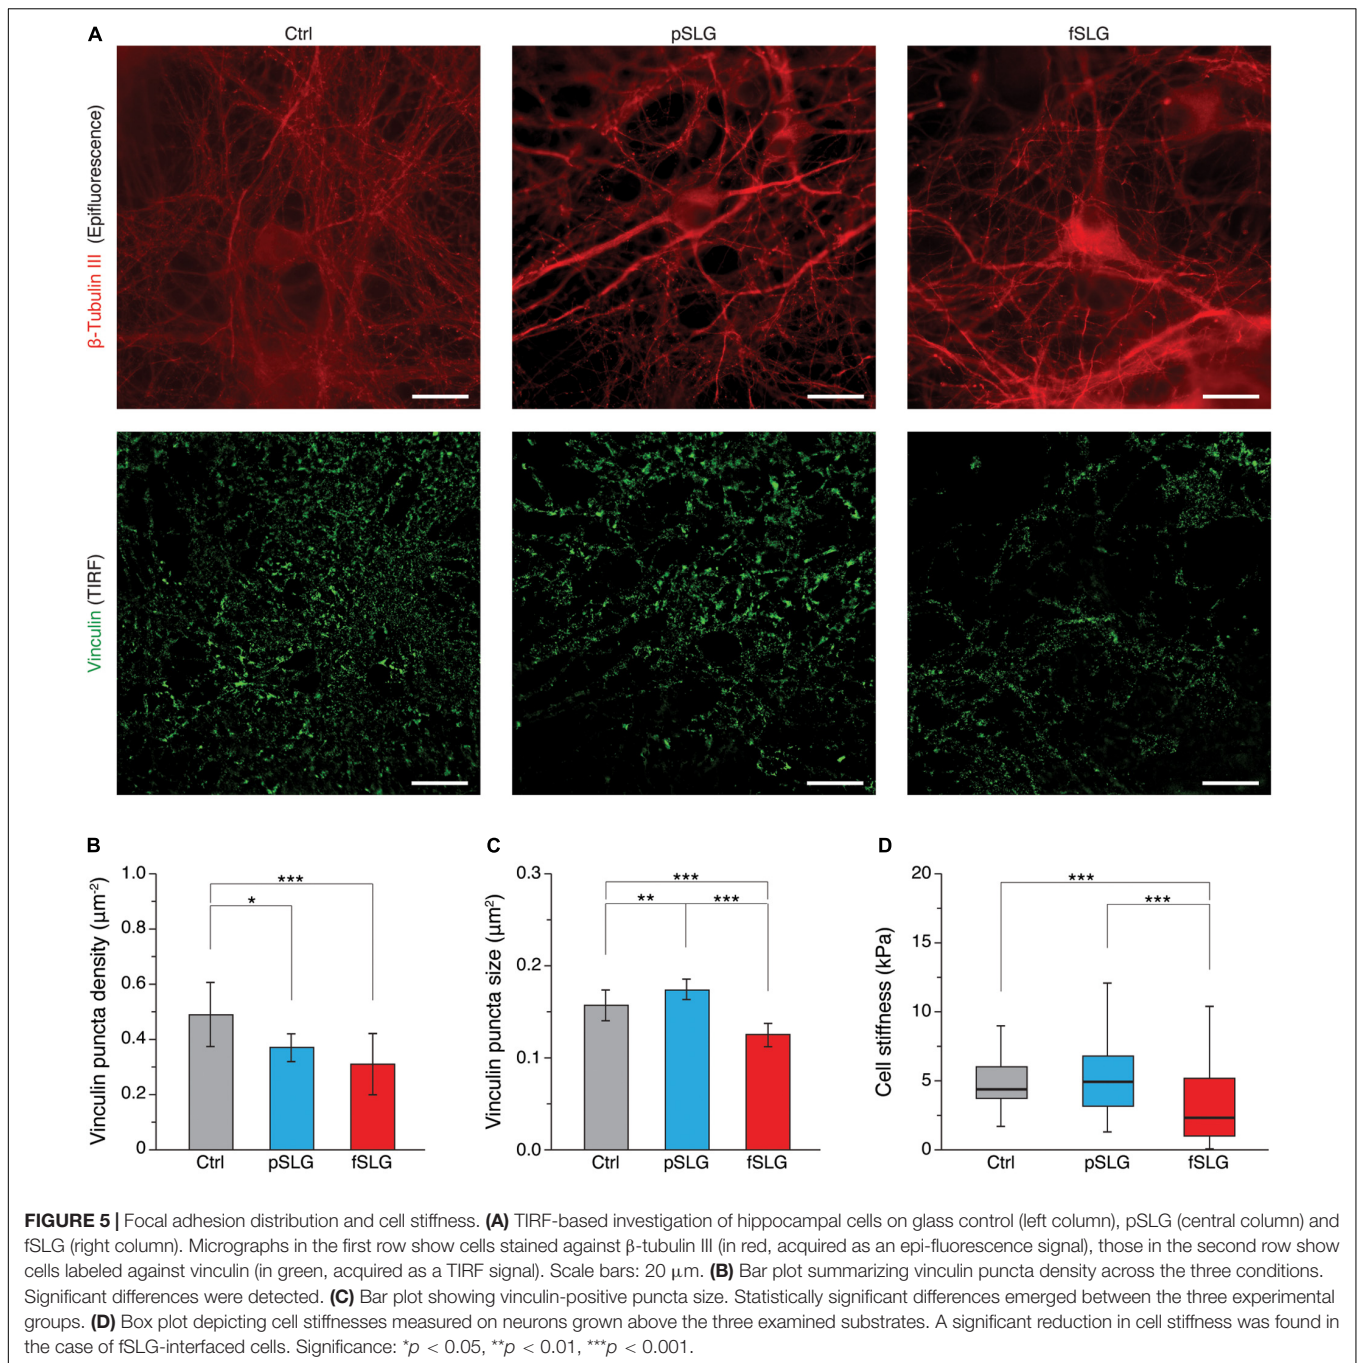 A
Ctrl
pSLG
fSLG
β-Tubulin III (Epifluorescence)
Vinculin (TIRF)
B
Vinculin puncta density (μm-2)
1.0
0.8
0.6
0.4
0.2
0
***
*
Ctrl
pSLG
fSLG
C
Vinculin puncta size (μm2)
0.3
0.2
0.1
0.0
***
**
***
Ctrl
pSLG
fSLG
D
Cell stiffness (kPa)
20
15
10
5
0
***
***
Ctrl
pSLG
fSLG
FIGURE 5 | Focal adhesion distribution and cell stiffness. (A) TIRF-based investigation of hippocampal cells on glass control (left column), pSLG (central column) and
fSLG (right column). Micrographs in the first row show cells stained against β-tubulin III (in red, acquired as an epi-fluorescence signal), those in the second row show
cells labeled against vinculin (in green, acquired as a TIRF signal). Scale bars: 20 μm. (B) Bar plot summarizing vinculin puncta density across the three conditions.
Significant differences were detected. (C) Bar plot showing vinculin-positive puncta size. Statistically significant differences emerged between the three experimental
groups. (D) Box plot depicting cell stiffnesses measured on neurons grown above the three examined substrates. A significant reduction in cell stiffness was found in
the case of fSLG-interfaced cells. Significance: *p < 0.05, **p < 0.01, ***p < 0.001.